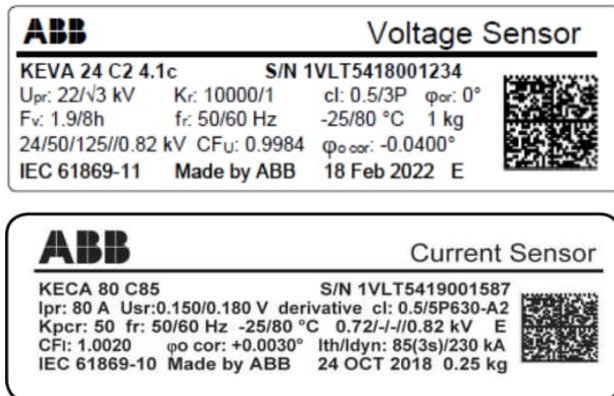 ABB Voltage Sensor
KEVA 24 C2 4.1c S/N 1VLT5418001234
Upr: 22/√3 kV Kr: 10000/1 cl: 0.5/3P φor: 0°
Fv: 1.9/8h fr: 50/60 Hz -25/80 °C 1 kg
24/50/125//0.82 kV CFU: 0.9984 φo cor: -0.0400°
IEC 61869-11 Made by ABB 18 Feb 2022 E
ABB Current Sensor
KECA 80 C85 S/N 1VLT5419001587
Ipr: 80 A Usr:0.150/0.180 V derivative cl: 0.5/5P630-A2
Kpcr: 50 fr: 50/60 Hz -25/80 °C 0.72/-/-//0.82 kV E
CFI: 1.0020 φo cor: +0.0030° Ith/Idyn: 85(3s)/230 kA
IEC 61869-10 Made by ABB 24 OCT 2018 0.25 kg